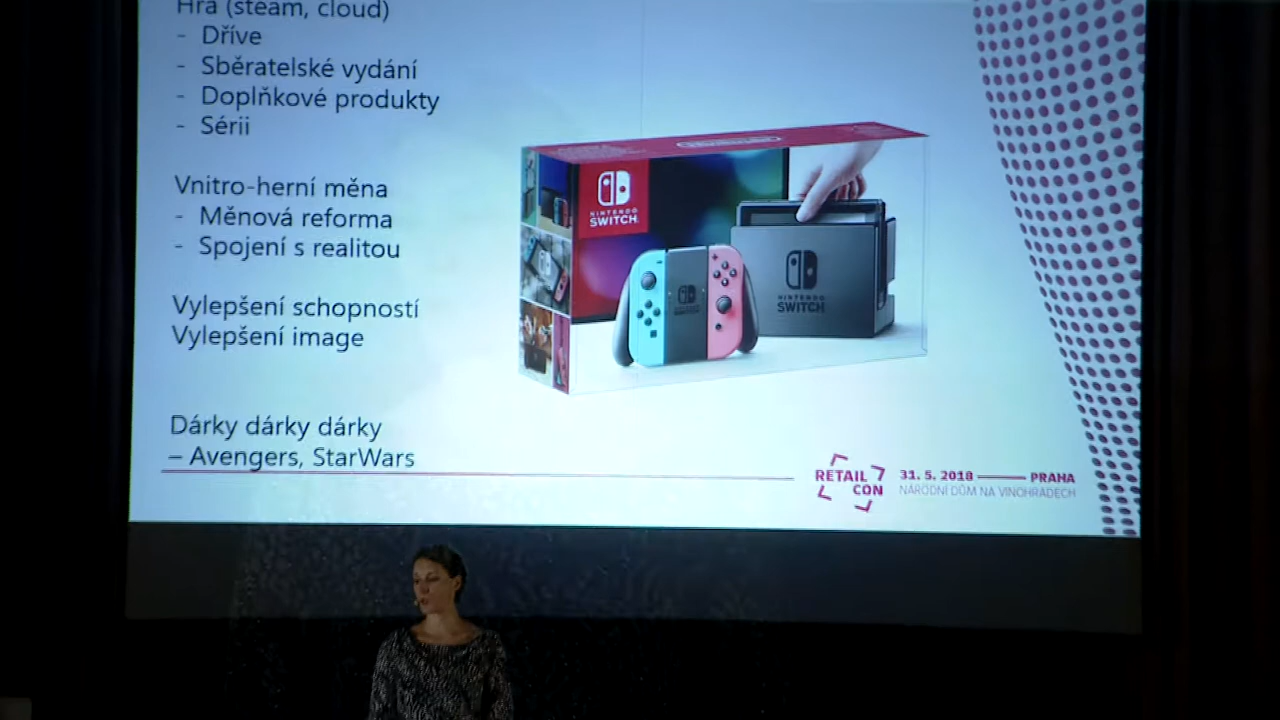 Hra (steam, cloud)
- Dříve
- Sběratelské vydání
- Doplňkové produkty
- Sérii
Vnitro-herní měna
- Měnová reforma
- Spojení s realitou
Vylepšení schopností
Vylepšení image
Dárky dárky dárky
– Avengers, StarWars
Nintendo
NINTENDO
SWITCH
NINTENDO
SWITCH
SWITCH
RETAIL
CON
31. 5. 2018 PRAHA
NÁRODNÍ DŮM NA VINOHRADECH